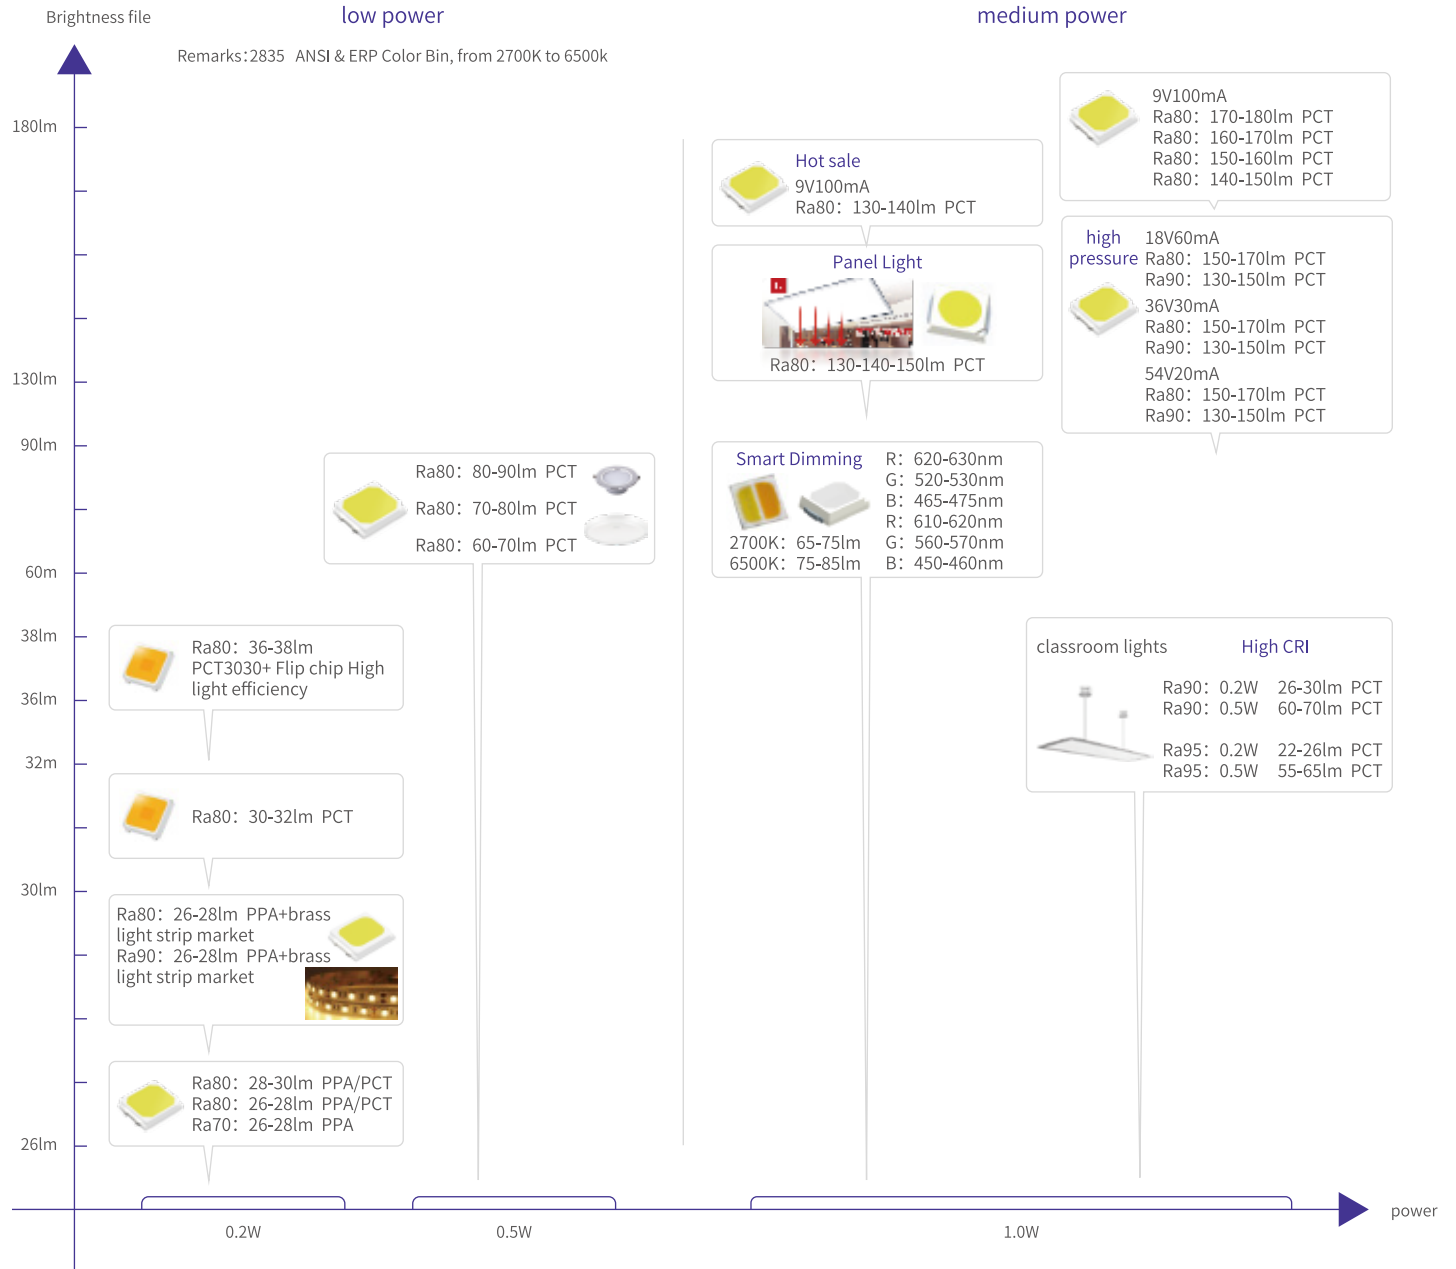 Brightness file
low power
medium power
Remarks:2835 ANSI & ERP Color Bin, from 2700K to 6500k
180lm
130lm
90lm
60m
38lm
36lm
32m
30lm
26lm
9V100mA
Ra80: 170-180lm PCT
Ra80: 160-170lm PCT
Ra80: 150-160lm PCT
Ra80: 140-150lm PCT
Hot sale
9V100mA
Ra80: 130-140lm PCT
high
pressure
18V60mA
Ra80: 150-170lm PCT
Ra90: 130-150lm PCT
36V30mA
Ra80: 150-170lm PCT
Ra90: 130-150lm PCT
54V20mA
Ra80: 150-170lm PCT
Ra90: 130-150lm PCT
Panel Light
Ra80: 130-140-150lm PCT
Ra80: 80-90lm PCT
Ra80: 70-80lm PCT
Ra80: 60-70lm PCT
Smart Dimming
2700K: 65-75lm
6500K: 75-85lm
R: 620-630nm
G: 520-530nm
B: 465-475nm
R: 610-620nm
G: 560-570nm
B: 450-460nm
Ra80: 36-38lm
PCT3030+ Flip chip High
light efficiency
classroom lights
High CRI
Ra90: 0.2W 26-30lm PCT
Ra90: 0.5W 60-70lm PCT
Ra95: 0.2W 22-26lm PCT
Ra95: 0.5W 55-65lm PCT
Ra80: 30-32lm PCT
Ra80: 26-28lm PPA+brass
light strip market
Ra90: 26-28lm PPA+brass
light strip market
Ra80: 28-30lm PPA/PCT
Ra80: 26-28lm PPA/PCT
Ra70: 26-28lm PPA
0.2W
0.5W
1.0W
power